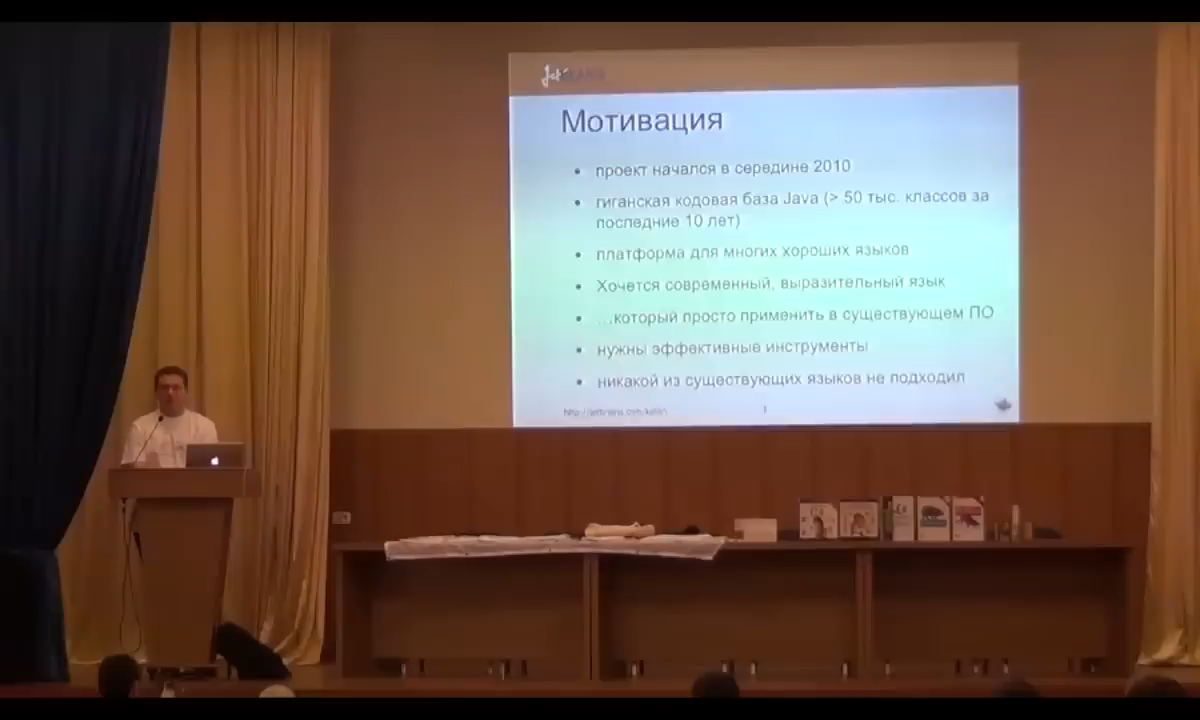 Мотивация
проект начался в середине 2010
гиганская кодовая база Java (> 50 тыс. классов за
последние 10 лет)
платформа для многих хороших языков
Хочется современный, выразительный язык
...который просто применить в существующем ПО
нужны эффективные инструменты
никакой из существующих языков не подходил